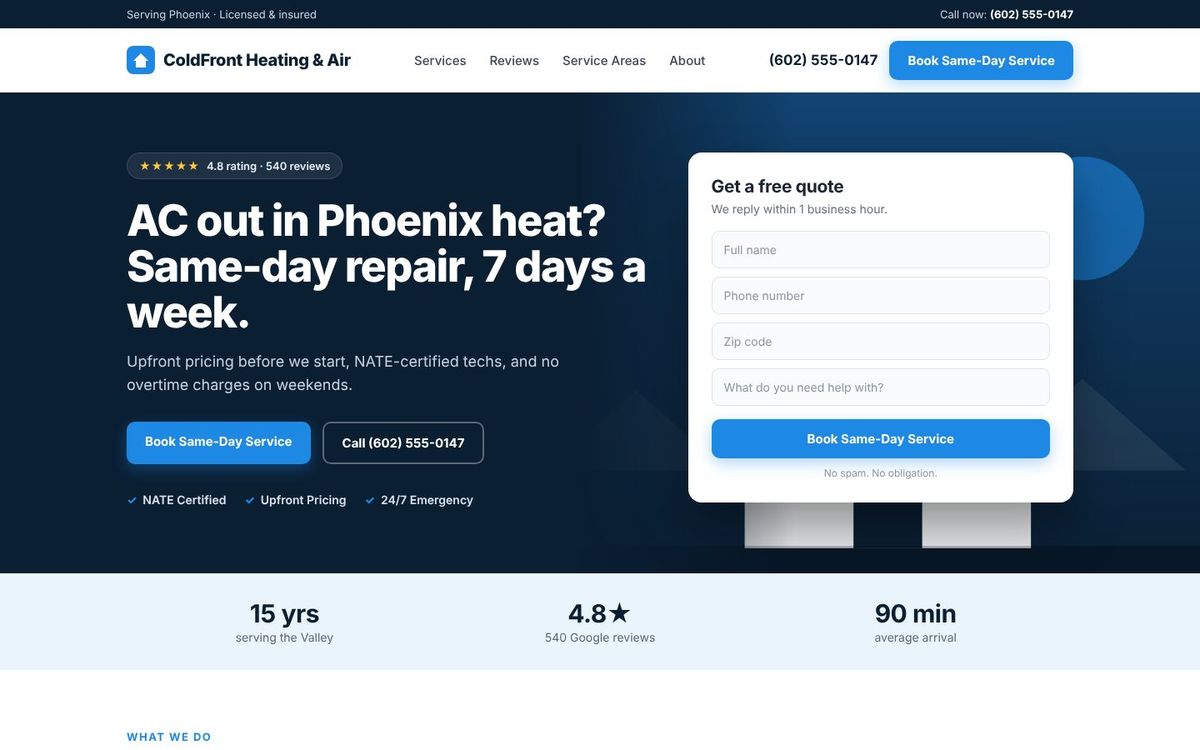 Serving Phoenix · Licensed & insured
Call now: (602) 555-0147
ColdFront Heating & Air
Services
Reviews
Service Areas
About
(602) 555-0147
Book Same-Day Service
★★★★★ 4.8 rating · 540 reviews
AC out in Phoenix heat?
Same-day repair, 7 days a
week.
Upfront pricing before we start, NATE-certified techs, and no
overtime charges on weekends.
Book Same-Day Service
Call (602) 555-0147
✓ NATE Certified
✓ Upfront Pricing
✓ 24/7 Emergency
Get a free quote
We reply within 1 business hour.
Full name
Phone number
Zip code
What do you need help with?
Book Same-Day Service
No spam. No obligation.
15 yrs
serving the Valley
4.8★
540 Google reviews
90 min
average arrival
WHAT WE DO